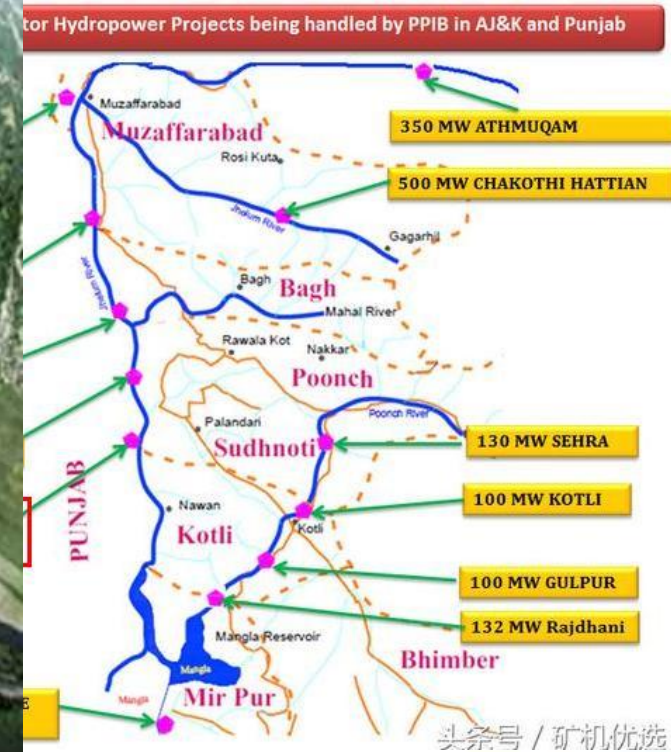 tor Hydropower Projects being handled by PPIB in AJ&K and Punjab
Muzaffarabad
350 MW ATHMUQAM
Muzaffarabad
Rosi Kuta
500 MW CHAKOTHI HATTIAN
Jhelum River
Gagarhil
Jhelum River
Bagh
Bagh
Mahal River
Rawala Kot
Nakkar
Poonch
Poonch River
Palandari
Sudhnoti
130 MW SEHRA
PUNJAB
100 MW KOTLI
Nawan
Kotli
Kotli
100 MW GULPUR
132 MW Rajdhani
Mangla Reservoir
Bhimber
Mangla
Mangla
Mir Pur
E
头条号 / 矿机优选